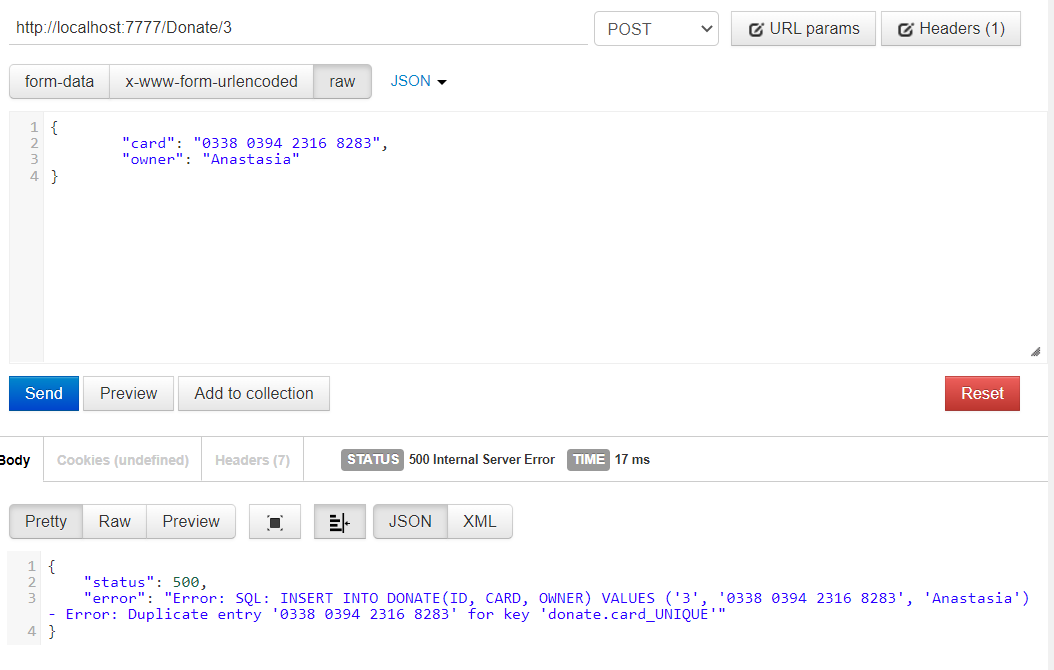 http://localhost:7777/Donate/3 POST URL params Headers (1)
form-data x-www-form-urlencoded raw JSON
1 {
2 "card": "0338 0394 2316 8283",
3 "owner": "Anastasia"
4 }
Send Preview Add to collection Reset
Body Cookies (undefined) Headers (7) STATUS 500 Internal Server Error TIME 17 ms
Pretty Raw Preview JSON XML
1 {
2 "status": 500,
3 "error": "Error: SQL: INSERT INTO DONATE(ID, CARD, OWNER) VALUES ('3', '0338 0394 2316 8283', 'Anastasia')
- Error: Duplicate entry '0338 0394 2316 8283' for key 'donate.card_UNIQUE'"
4 }